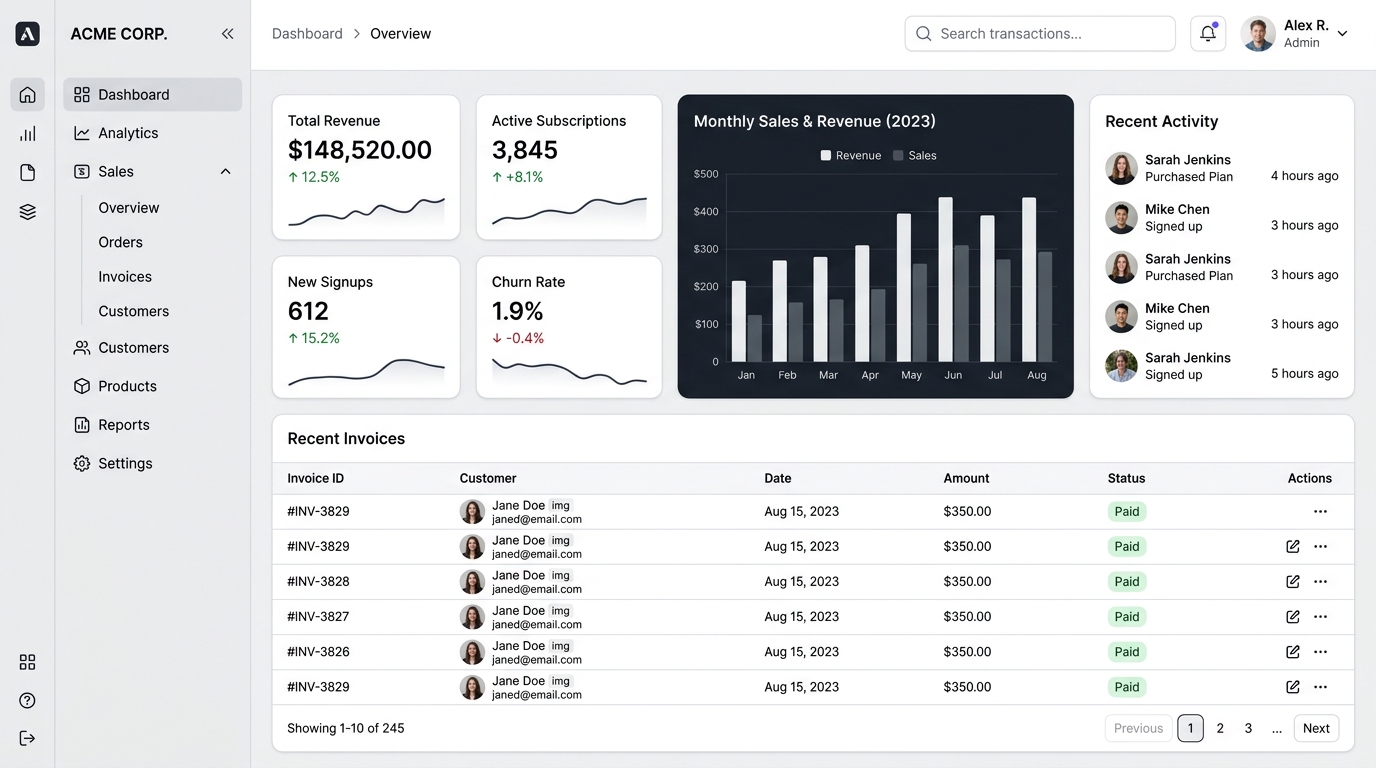 ACME CORP.
Dashboard
Analytics
Sales
Overview
Orders
Invoices
Customers
Customers
Products
Reports
Settings
Dashboard > Overview
Search transactions...
Alex R.
Admin
Total Revenue
$148,520.00
↑ 12.5%
Active Subscriptions
3,845
↑ +8.1%
New Signups
612
↑ 15.2%
Churn Rate
1.9%
↓ -0.4%
Monthly Sales & Revenue (2023)
Revenue Sales
$500
$400
$300
$200
$100
0
Jan Feb Mar Apr May Jun Jul Aug
Recent Activity
Sarah Jenkins
Purchased Plan 4 hours ago
Mike Chen
Signed up 3 hours ago
Sarah Jenkins
Purchased Plan 3 hours ago
Mike Chen
Signed up 3 hours ago
Sarah Jenkins
Signed up 5 hours ago
Recent Invoices
Invoice ID Customer Date Amount Status Actions
#INV-3829 Jane Doe img Aug 15, 2023 $350.00 Paid
janed@email.com
#INV-3829 Jane Doe img Aug 15, 2023 $350.00 Paid
janed@email.com
#INV-3828 Jane Doe img Aug 15, 2023 $350.00 Paid
janed@email.com
#INV-3827 Jane Doe img Aug 15, 2023 $350.00 Paid
janed@email.com
#INV-3826 Jane Doe img Aug 15, 2023 $350.00 Paid
janed@email.com
#INV-3829 Jane Doe img Aug 15, 2023 $350.00 Paid
janed@email.com
Showing 1-10 of 245
Previous 1 2 3 ... Next